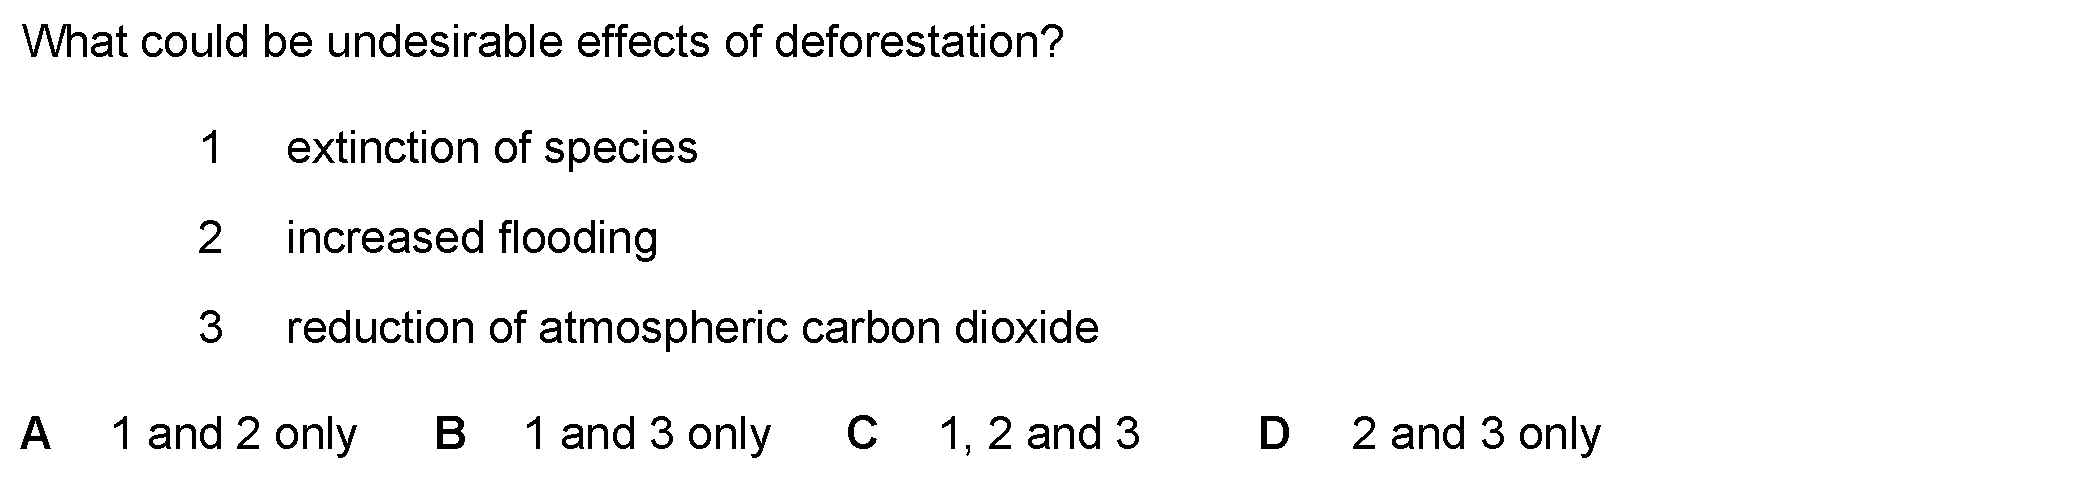 What could be undesirable effects of deforestation?
1 extinction of species
2 increased flooding
3 reduction of atmospheric carbon dioxide
A 1 and 2 only B 1 and 3 only C 1, 2 and 3 D 2 and 3 only